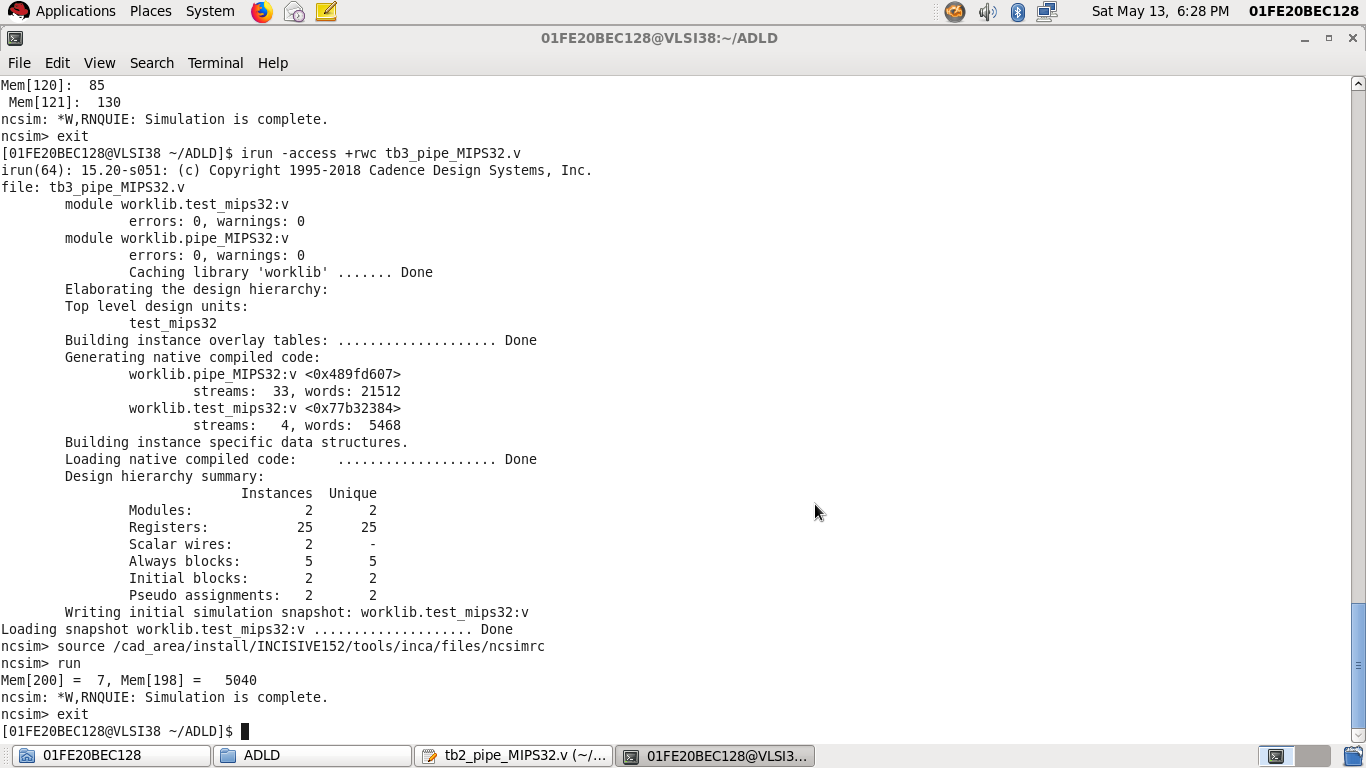 Applications Places System Sat May 13, 6:28 PM 01FE20BEC128
01FE20BEC128@VLSI38:~/ADLD
File Edit View Search Terminal Help
Mem[120]:  85
 Mem[121]:  130
ncsim: *W,RNQUIE: Simulation is complete.
ncsim> exit
[01FE20BEC128@VLSI38 ~/ADLD]$ irun -access +rwc tb3_pipe_MIPS32.v
irun(64): 15.20-s051: (c) Copyright 1995-2018 Cadence Design Systems, Inc.
file: tb3_pipe_MIPS32.v
        module worklib.test_mips32:v
                errors: 0, warnings: 0
        module worklib.pipe_MIPS32:v
                errors: 0, warnings: 0
                Caching library 'worklib' ....... Done
        Elaborating the design hierarchy:
        Top level design units:
                test_mips32
        Building instance overlay tables: .................... Done
        Generating native compiled code:
                worklib.pipe_MIPS32:v <0x489fd607>
                        streams:  33, words: 21512
                worklib.test_mips32:v <0x77b32384>
                        streams:   4, words:  5468
        Building instance specific data structures.
        Loading native compiled code:     .................... Done
        Design hierarchy summary:
                              Instances  Unique
                Modules:              2       2
                Registers:           25      25
                Scalar wires:         2       -
                Always blocks:        5       5
                Initial blocks:       2       2
                Pseudo assignments:   2       2
        Writing initial simulation snapshot: worklib.test_mips32:v
Loading snapshot worklib.test_mips32:v .................... Done
ncsim> source /cad_area/install/INCISIVE152/tools/inca/files/ncsimrc
ncsim> run
Mem[200] =  7, Mem[198] =   5040
ncsim: *W,RNQUIE: Simulation is complete.
ncsim> exit
[01FE20BEC128@VLSI38 ~/ADLD]$
01FE20BEC128 ADLD tb2_pipe_MIPS32.v (~/... 01FE20BEC128@VLSI3...